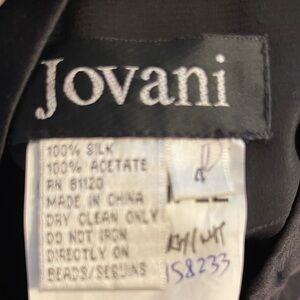 Jovani
100% SILK
100% ACETATE
RN 81120
MADE IN CHINA
DRY CLEAN ONLY
DO NOT IRON
DIRECTLY ON
BEADS/SEQUINS
4
158233